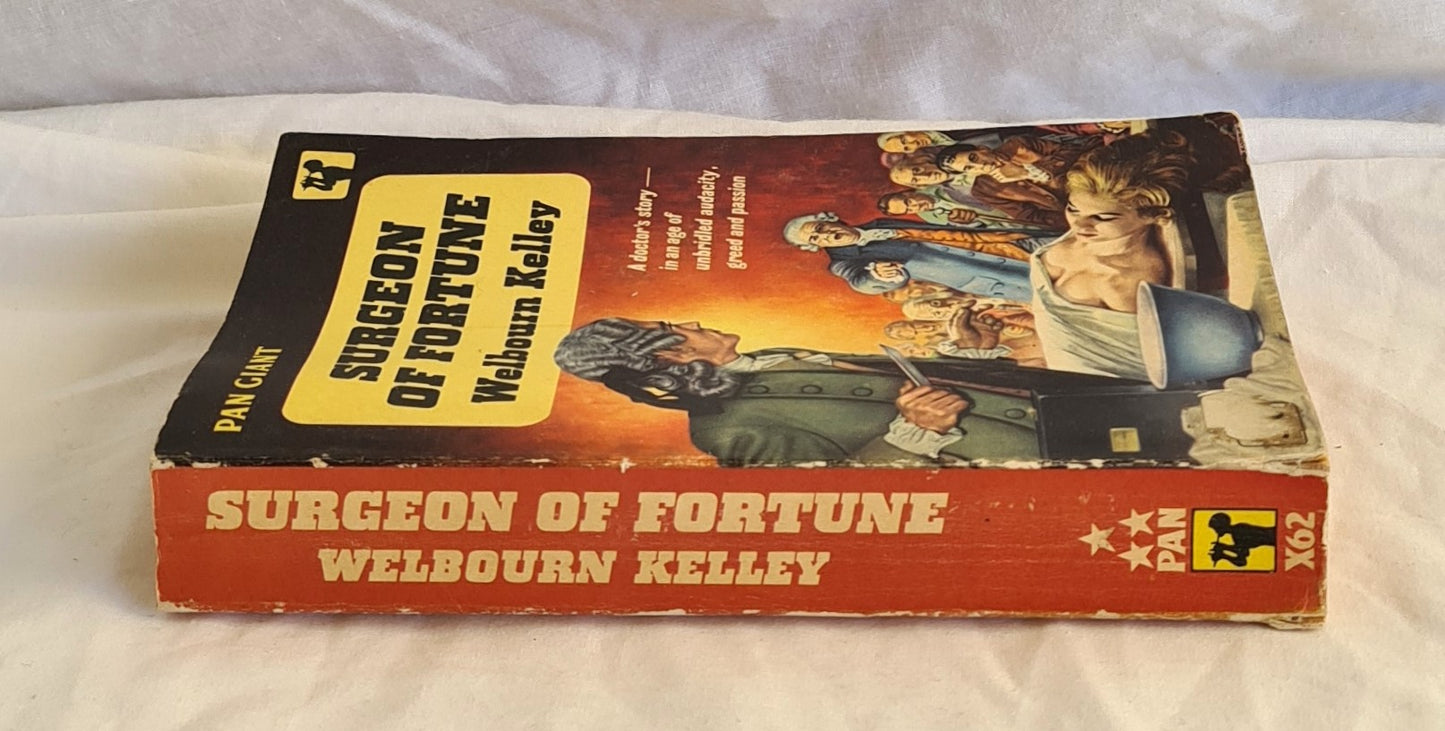 PAN GIANT
SURGEON
OF FORTUNE
Welbourn Kelley
A doctor's story —
in an age of
unbridled audacity,
greed and passion
SURGEON OF FORTUNE
WELBOURN KELLEY
PAN
X62